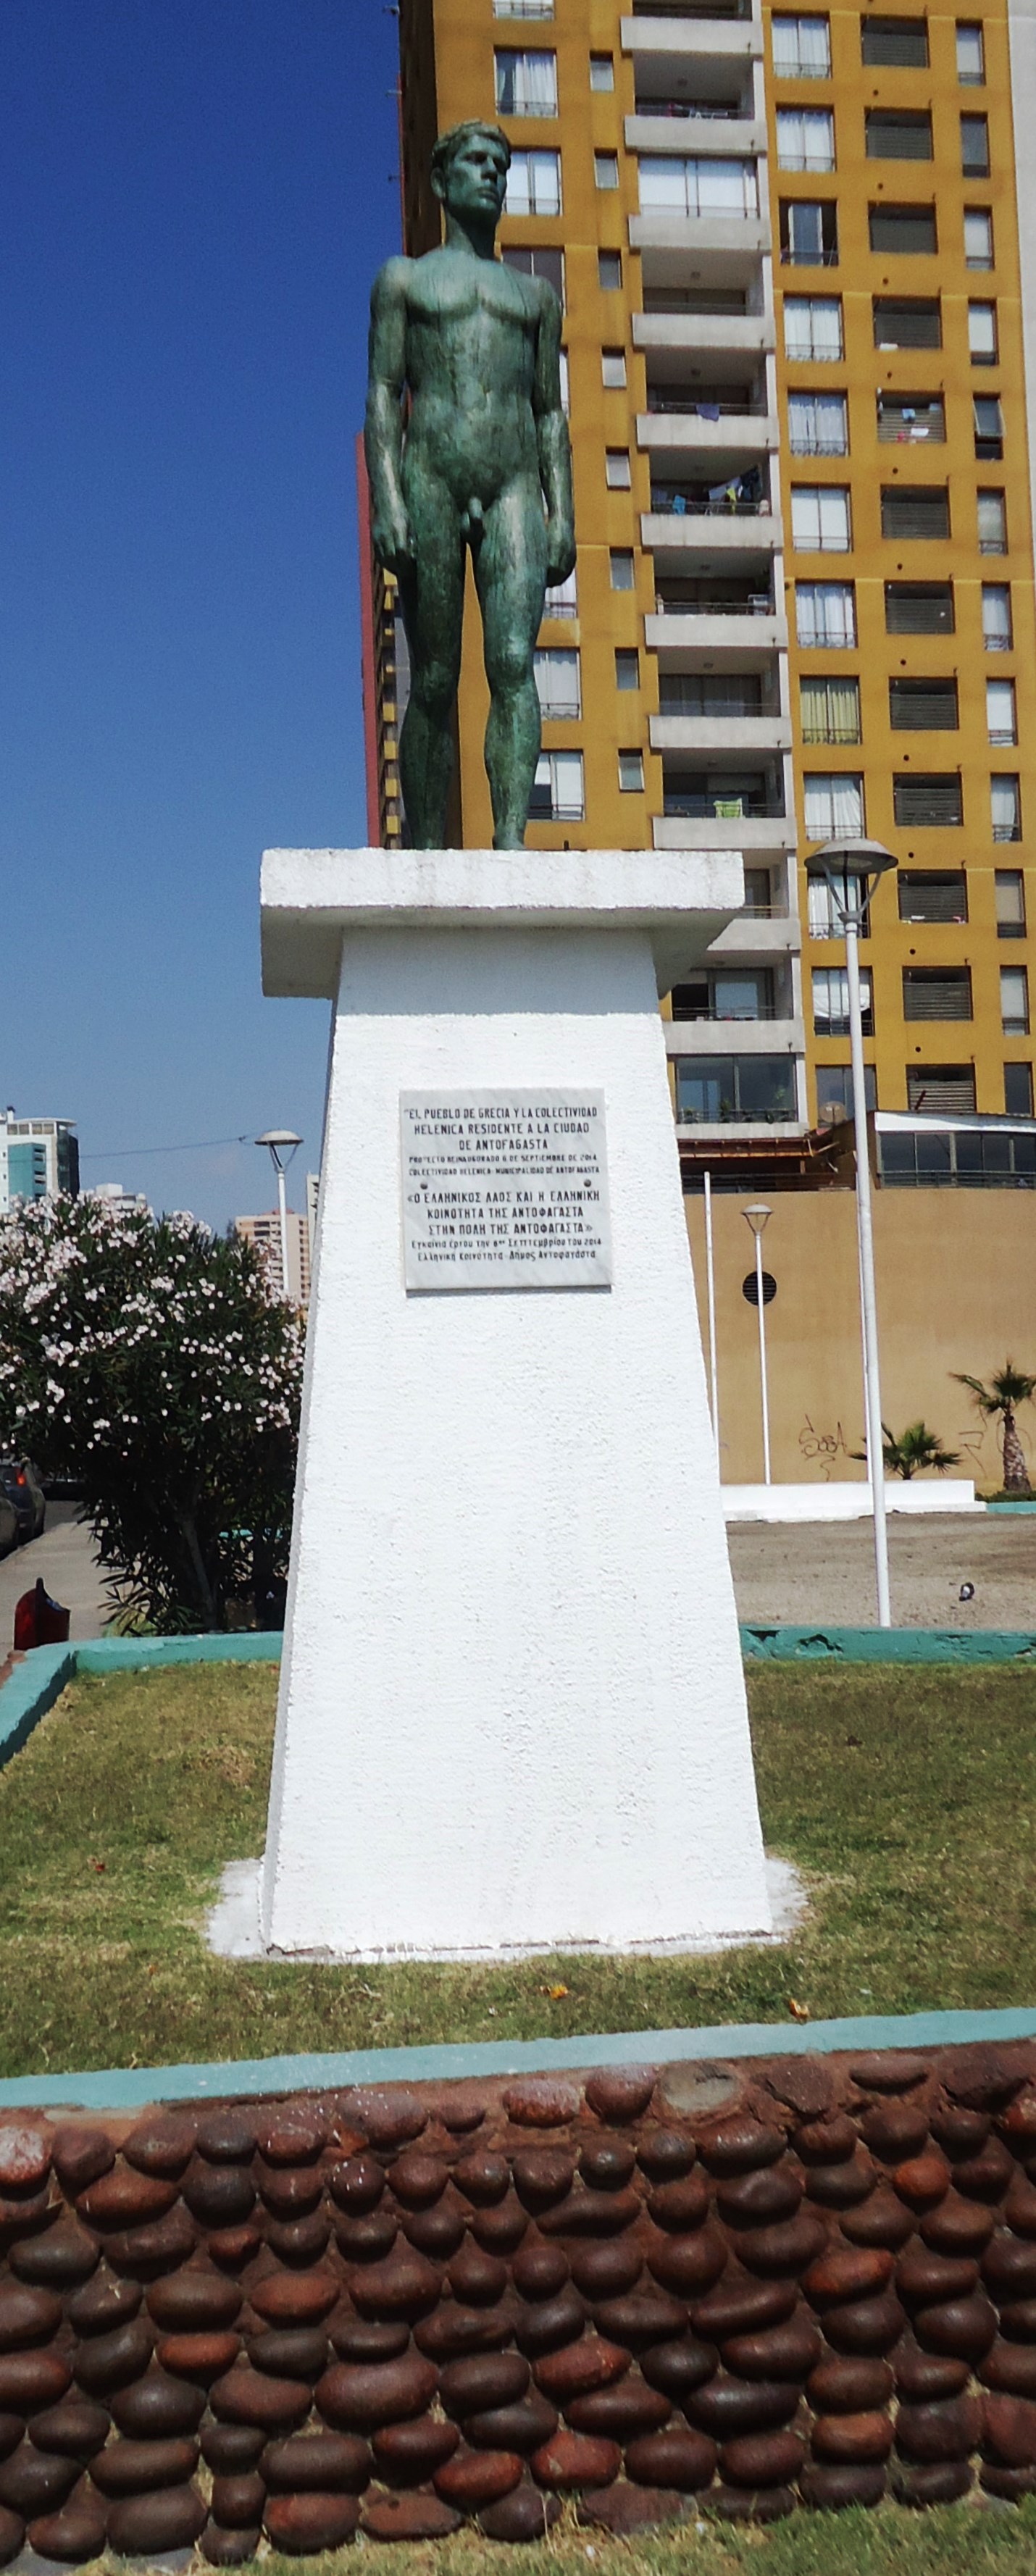 "EL PUEBLO DE GRECIA Y LA COLECTIVIDAD
HELENICA RESIDENTE A LA CIUDAD
DE ANTOFAGASTA
PROYECTO REINAUGURADO 6 DE SEPTIEMBRE DE 2014
COLECTIVIDAD HELENICA - MUNICIPALIDAD DE ANTOFAGASTA
«Ο ΕΛΛΗΝΙΚΟΣ ΛΑΟΣ ΚΑΙ Η ΕΛΛΗΝΙΚΗ
ΚΟΙΝΟΤΗΤΑ ΤΗΣ ΑΝΤΟΦΑΓΑΣΤΑ
ΣΤΗΝ ΠΟΛΗ ΤΗΣ ΑΝΤΟΦΑΓΑΣΤΑ»
Εγκαίνια έργου την Σεπτεμβρίου του 2014
Ελληνική Κοινότητα - Δήμος Αντοφαγάστα